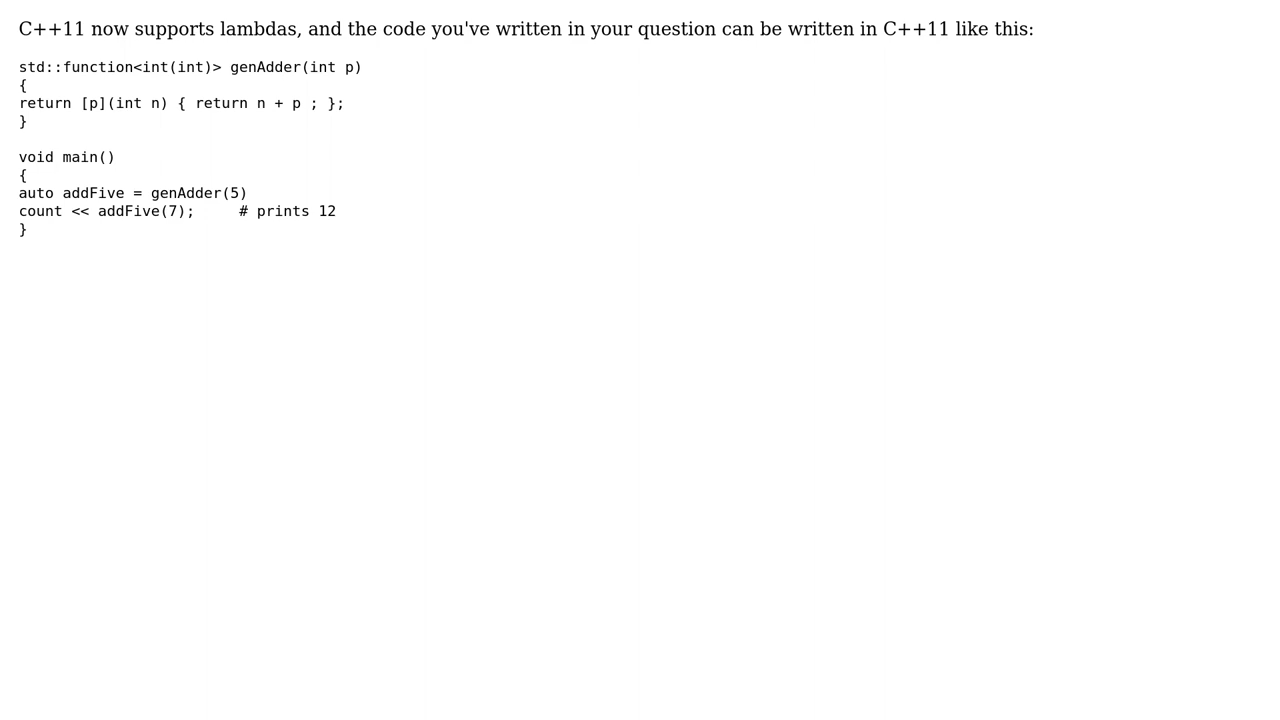 C++11 now supports lambdas, and the code you've written in your question can be written in C++11 like this:
std::function<int(int)> genAdder(int p)
{
return [p](int n) { return n + p ; };
}
void main()
{
auto addFive = genAdder(5)
count << addFive(7);     # prints 12
}